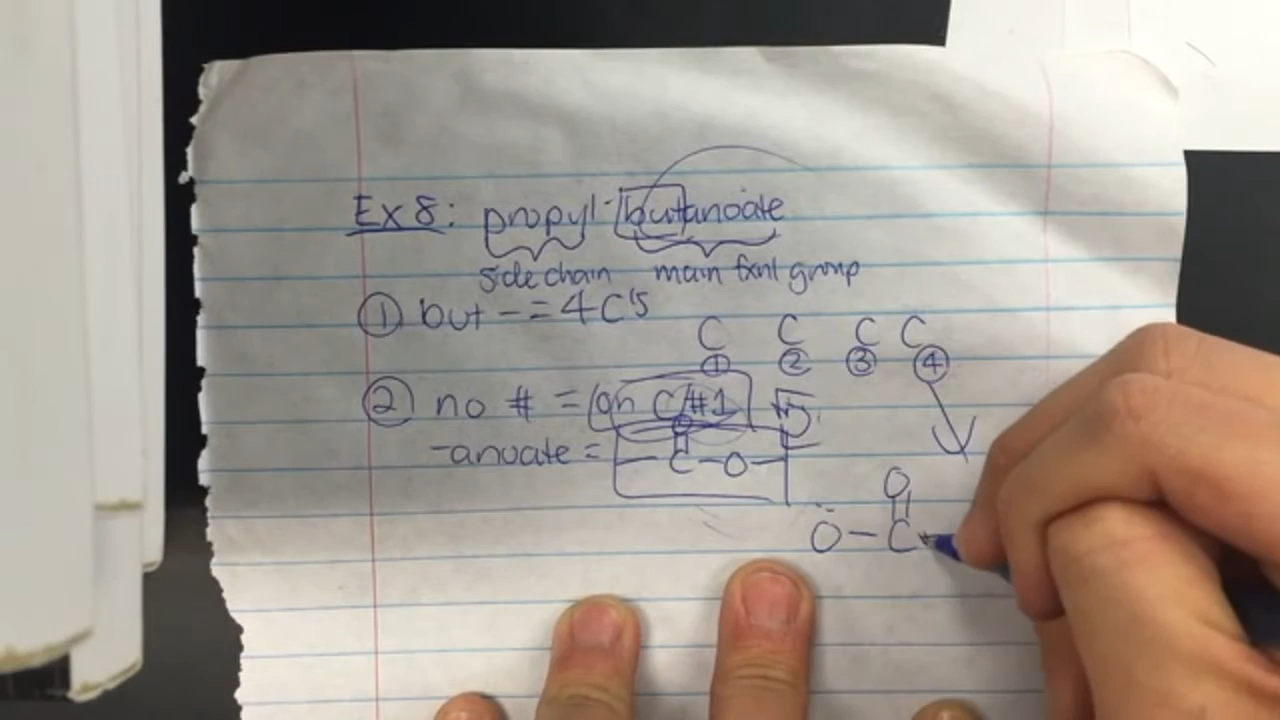 Ex 8: propyl-butanoate
side chain main fxnl group
① but- = 4C's
C C C C
① ② ③ ④
② no # = on C#1
O
-anoate = -C-O-
O
O-C